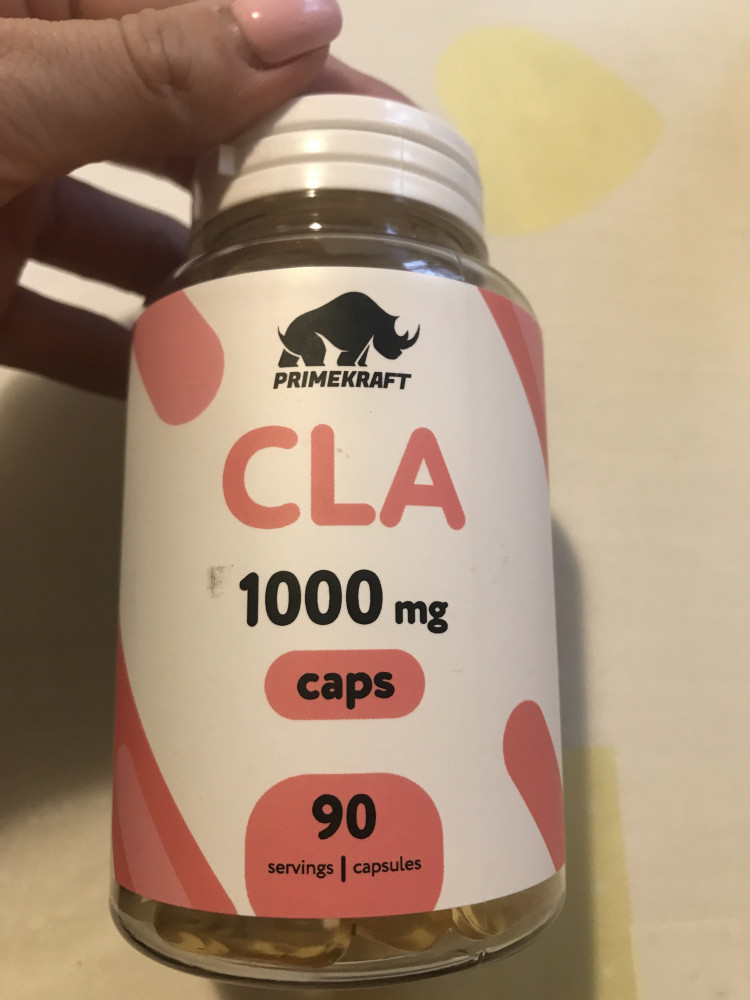 PRIMEKRAFT
CLA
1000 mg
caps
90
servings | capsules